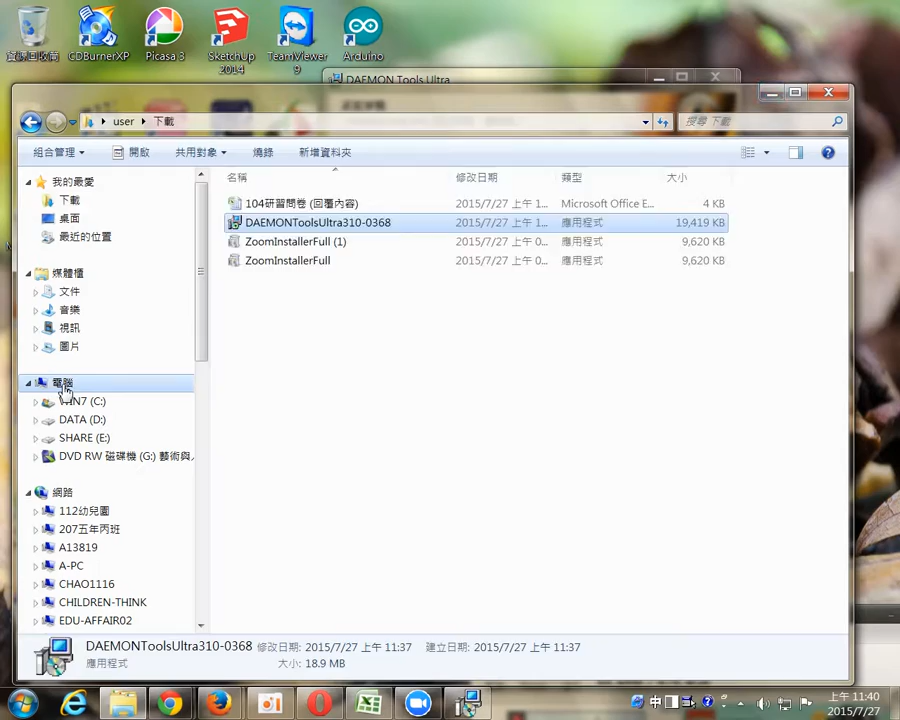 資源回收筒
CDBurnerXP
Picasa 3
SketchUp 2014
TeamViewer 9
Arduino
DAEMON Tools Ultra
user
下載
搜尋 下載
組合管理
開啟
共用對象
燒錄
新增資料夾
我的最愛
下載
桌面
最近的位置
媒體櫃
文件
音樂
視訊
圖片
電腦
WIN7 (C:)
DATA (D:)
SHARE (E:)
DVD RW 磁碟機 (G:) 藝術與
網路
112幼兒園
207五年丙班
A13819
A-PC
CHAO1116
CHILDREN-THINK
EDU-AFFAIR02
名稱 修改日期 類型 大小
104研習問卷 (回覆內容) 2015/7/27 上午 1... Microsoft Office E... 4 KB
DAEMONToolsUltra310-0368 2015/7/27 上午 1... 應用程式 19,419 KB
ZoomInstallerFull (1) 2015/7/27 上午 0... 應用程式 9,620 KB
ZoomInstallerFull 2015/7/27 上午 0... 應用程式 9,620 KB
DAEMONToolsUltra310-0368 修改日期: 2015/7/27 上午 11:37 建立日期: 2015/7/27 上午 11:37
應用程式 大小: 18.9 MB
中
上午 11:40
2015/7/27